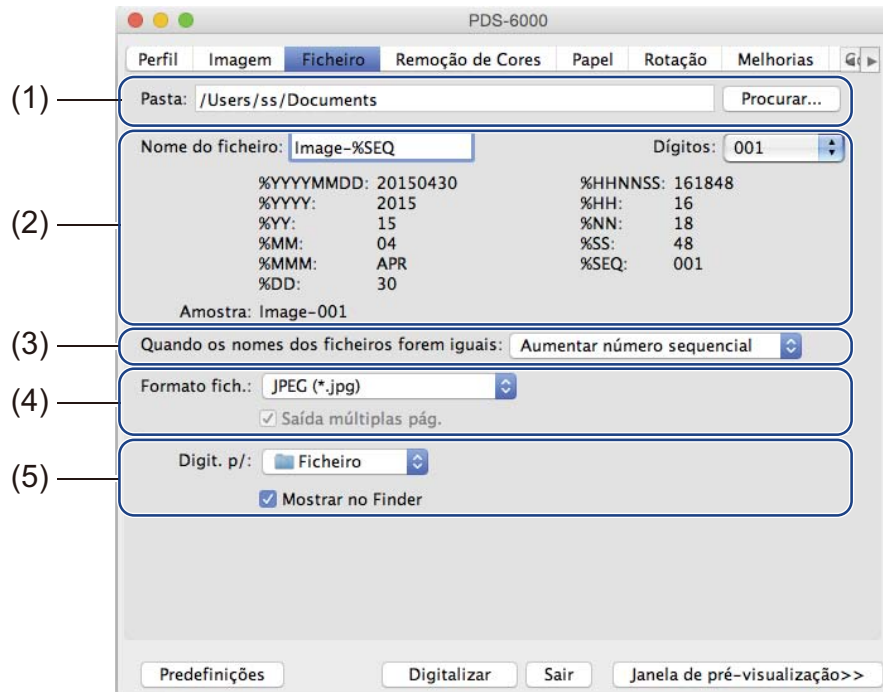 PDS-6000
Perfil Imagem Ficheiro Remoção de Cores Papel Rotação Melhorias
(1) Pasta: /Users/ss/Documents Procurar...
(2) Nome do ficheiro: Image-%SEQ Dígitos: 001
%YYYYMMDD: 20150430 %HHNNSS: 161848
%YYYY: 2015 %HH: 16
%YY: 15 %NN: 18
%MM: 04 %SS: 48
%MMM: APR %SEQ: 001
%DD: 30
Amostra: Image-001
(3) Quando os nomes dos ficheiros forem iguais: Aumentar número sequencial
(4) Formato fich.: JPEG (*.jpg)
Saída múltiplas pág.
(5) Digit. p/: Ficheiro
Mostrar no Finder
Predefinições Digitalizar Sair Janela de pré-visualização>>